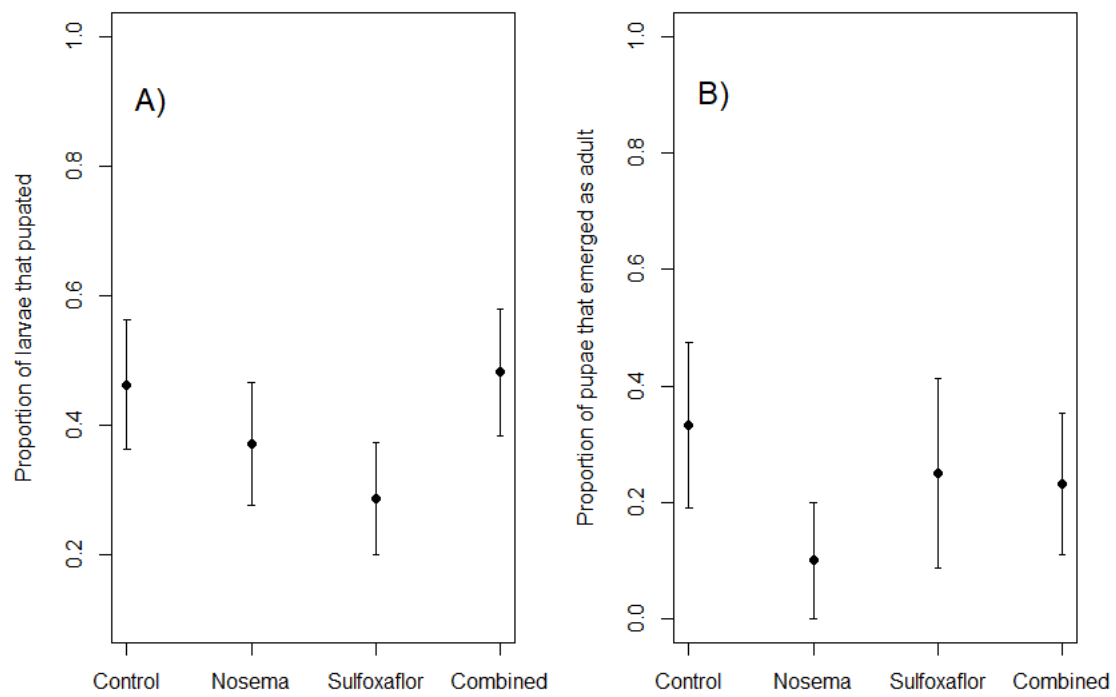 A)
Proportion of larvae that pupated
1.0
0.8
0.6
0.4
0.2
Control Nosema Sulfoxaflor Combined
B)
Proportion of pupae that emerged as adult
1.0
0.8
0.6
0.4
0.2
0.0
Control Nosema Sulfoxaflor Combined